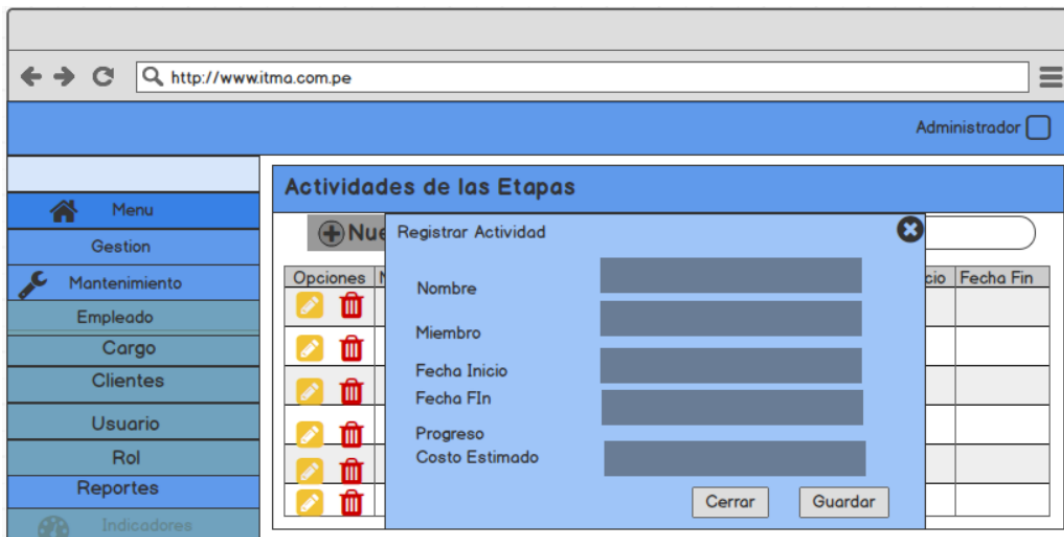 http://www.itma.com.pe
Administrador
Actividades de las Etapas
Menu
Gestion
Mantenimiento
Empleado
Cargo
Clientes
Usuario
Rol
Reportes
Indicadores
Nue
Opciones N cio Fecha Fin
Registrar Actividad
Nombre
Miembro
Fecha Inicio
Fecha FIn
Progreso
Costo Estimado
Cerrar Guardar